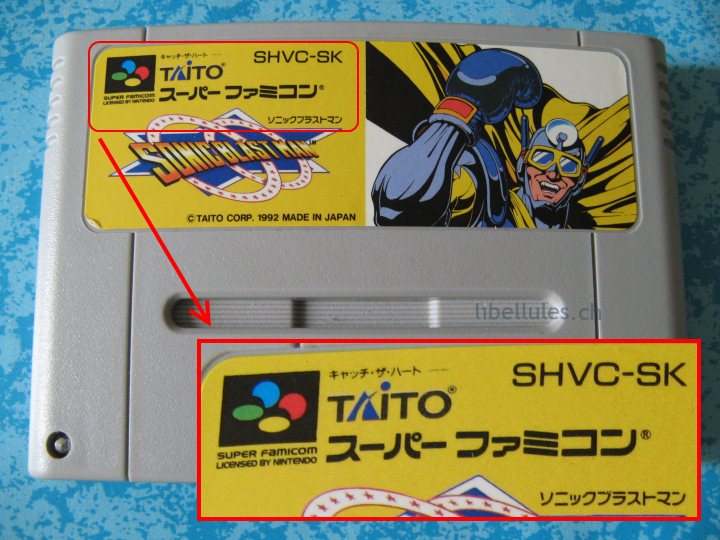 キャッチ・ザ・ハート
TAITO®
SHVC-SK
SUPER FAMICOM
LICENSED BY NINTENDO
スーパー ファミコン®
ソニックブラストマン
SONIC BLAST MAN™
© TAITO CORP. 1992 MADE IN JAPAN
libellules.ch
キャッチ・ザ・ハート
TAITO®
SHVC-SK
SUPER FAMICOM
LICENSED BY NINTENDO
スーパー ファミコン®
ソニックブラストマン